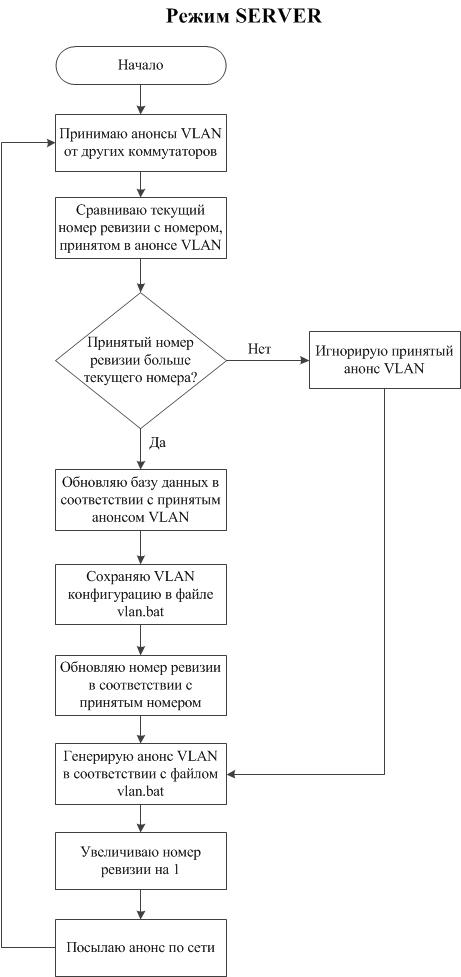 Режим SERVER
Начало
Принимаю анонсы VLAN
от других коммутаторов
Сравниваю текущий
номер ревизии с номером,
принятом в анонсе VLAN
Принятый номер
ревизии больше
текущего номера?
Нет
Игнорирую принятый
анонс VLAN
Да
Обновляю базу данных в
соответствии с принятым
анонсом VLAN
Сохраняю VLAN
конфигурацию в файле
vlan.bat
Обновляю номер ревизии
в соответствии с
принятым номером
Генерирую анонс VLAN
в соответствии с файлом
vlan.bat
Увеличиваю номер
ревизии на 1
Посылаю анонс по сети